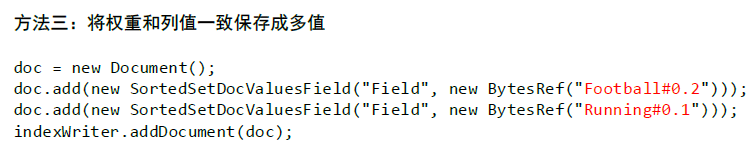 方法三：将权重和列值一致保存成多值
doc = new Document();
doc.add(new SortedSetDocValuesField("Field", new BytesRef("Football#0.2")));
doc.add(new SortedSetDocValuesField("Field", new BytesRef("Running#0.1")));
indexWriter.addDocument(doc);